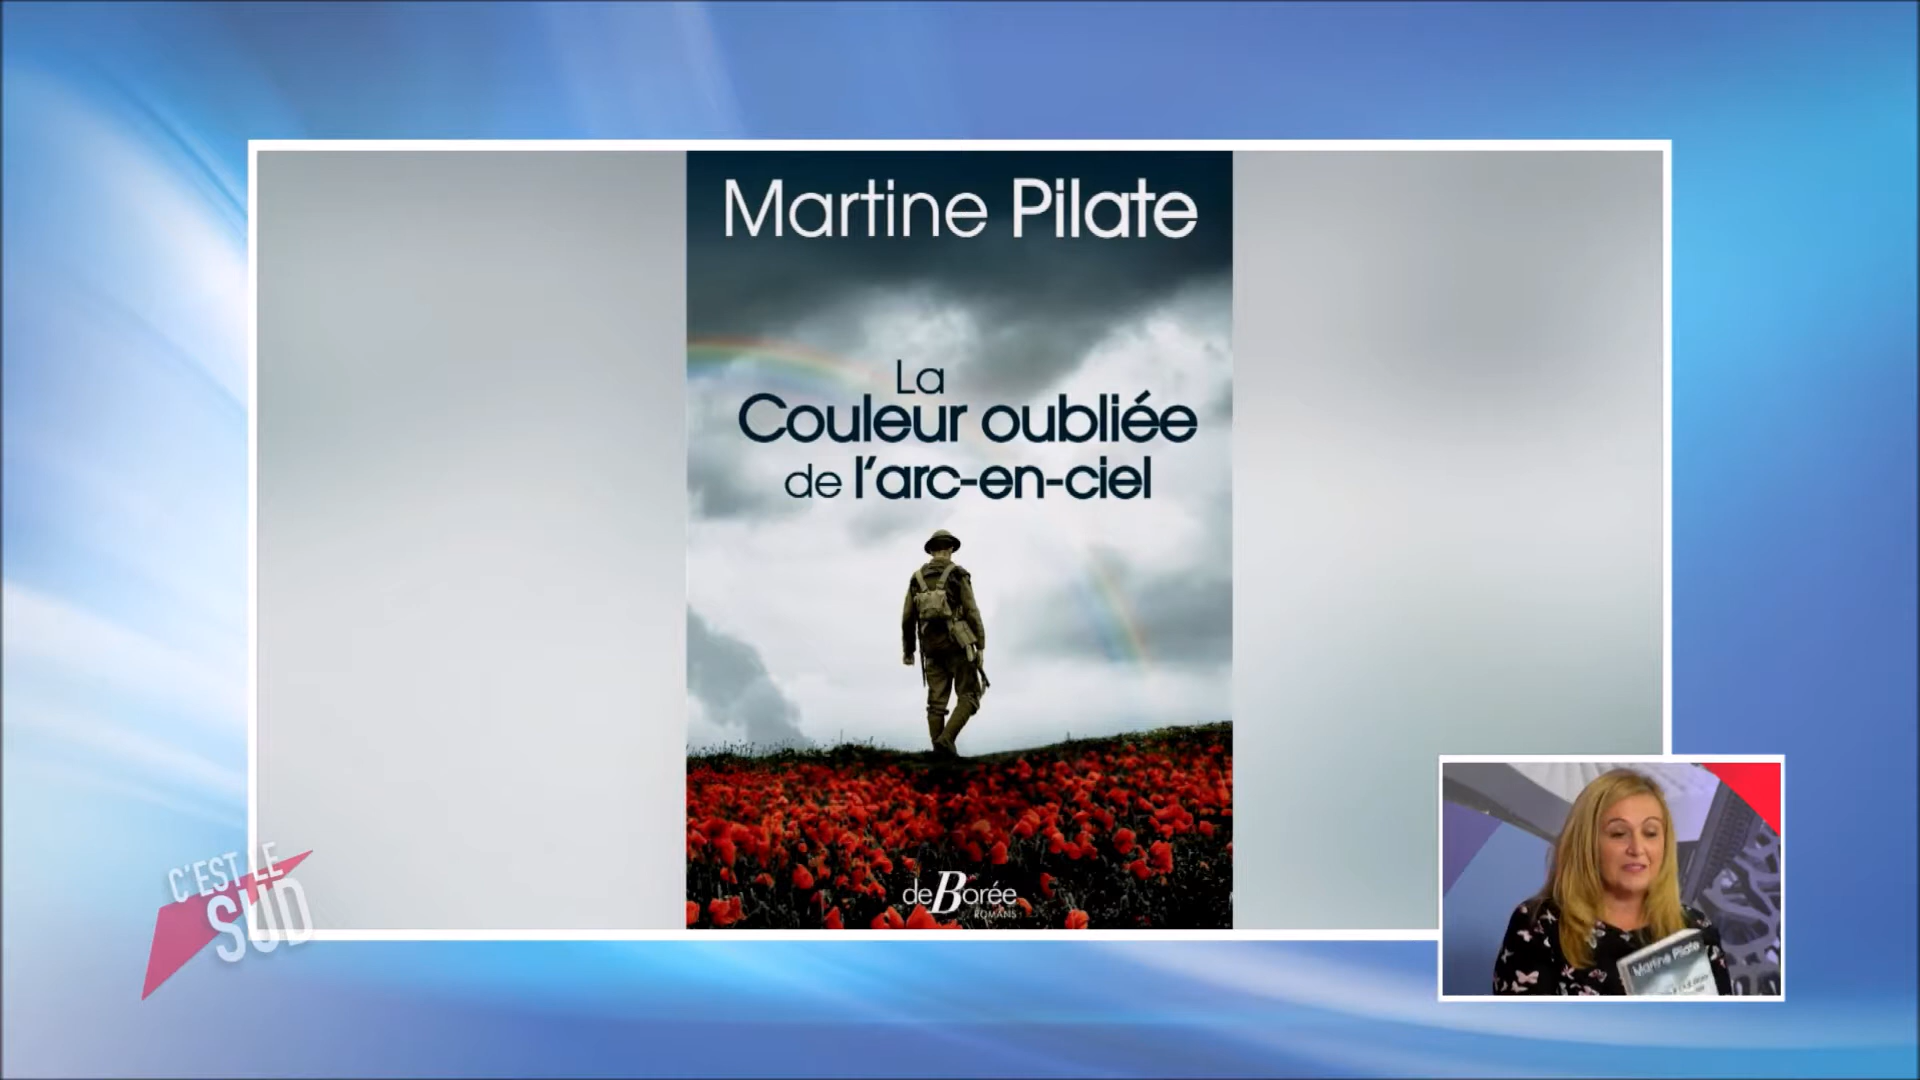 Martine Pilate
La
Couleur oubliée
de l'arc-en-ciel
deBorée
ROMANS
C'EST LE
SUD
Martine Pilate